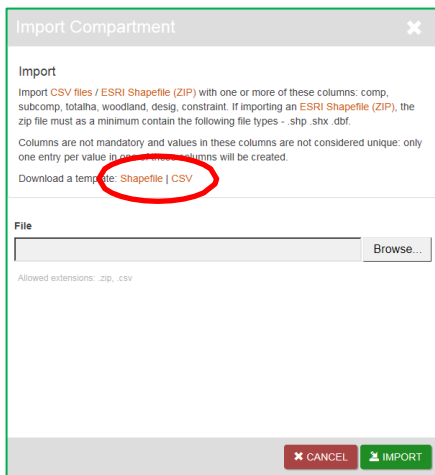 Import Compartment
Import
Import CSV files / ESRI Shapefile (ZIP) with one or more of these columns: comp,
subcomp, totalha, woodland, desig, constraint. If importing an ESRI Shapefile (ZIP), the
zip file must as a minimum contain the following file types - .shp .shx .dbf.
Columns are not mandatory and values in these columns are not considered unique: only
one entry per value in one of these columns will be created.
Download a template: Shapefile | CSV
File
Browse...
Allowed extensions: .zip, .csv
CANCEL
IMPORT